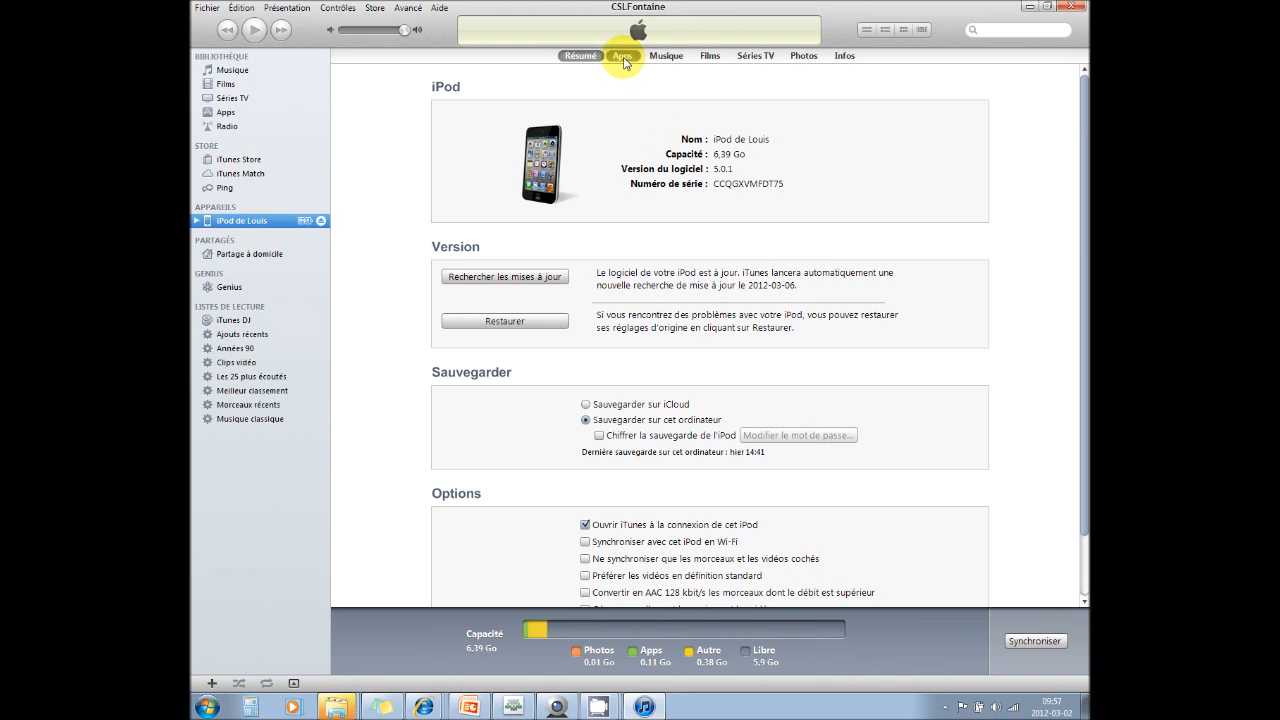 CSLFontaine
Fichier Édition Présentation Contrôles Store Avancé Aide
Résumé Apps Musique Films Séries TV Photos Infos
BIBLIOTHÈQUE
Musique
Films
Séries TV
Apps
Radio
STORE
iTunes Store
iTunes Match
Ping
APPAREILS
iPod de Louis
PARTAGÉS
Partage à domicile
GENIUS
Genius
LISTES DE LECTURE
iTunes DJ
Ajouts récents
Années 90
Clips vidéo
Les 25 plus écoutés
Meilleur classement
Morceaux récents
Musique classique
iPod
Nom : iPod de Louis
Capacité : 6,39 Go
Version du logiciel : 5.0.1
Numéro de série : CCQGXVMFDT75
Version
Rechercher les mises à jour
Le logiciel de votre iPod est à jour. iTunes lancera automatiquement une
nouvelle recherche de mise à jour le 2012-03-06.
Restaurer
Si vous rencontrez des problèmes avec votre iPod, vous pouvez restaurer
ses réglages d'origine en cliquant sur Restaurer.
Sauvegarder
Sauvegarder sur iCloud
Sauvegarder sur cet ordinateur
Chiffrer la sauvegarde de l'iPod Modifier le mot de passe...
Dernière sauvegarde sur cet ordinateur : hier 14:41
Options
Ouvrir iTunes à la connexion de cet iPod
Synchroniser avec cet iPod en Wi-Fi
Ne synchroniser que les morceaux et les vidéos cochés
Préférer les vidéos en définition standard
Convertir en AAC 128 kbit/s les morceaux dont le débit est supérieur
Capacité
6,39 Go
Photos Apps Autre Libre
0.01 Go 0.11 Go 0.38 Go 5.9 Go
Synchroniser
09:57
2012-03-02